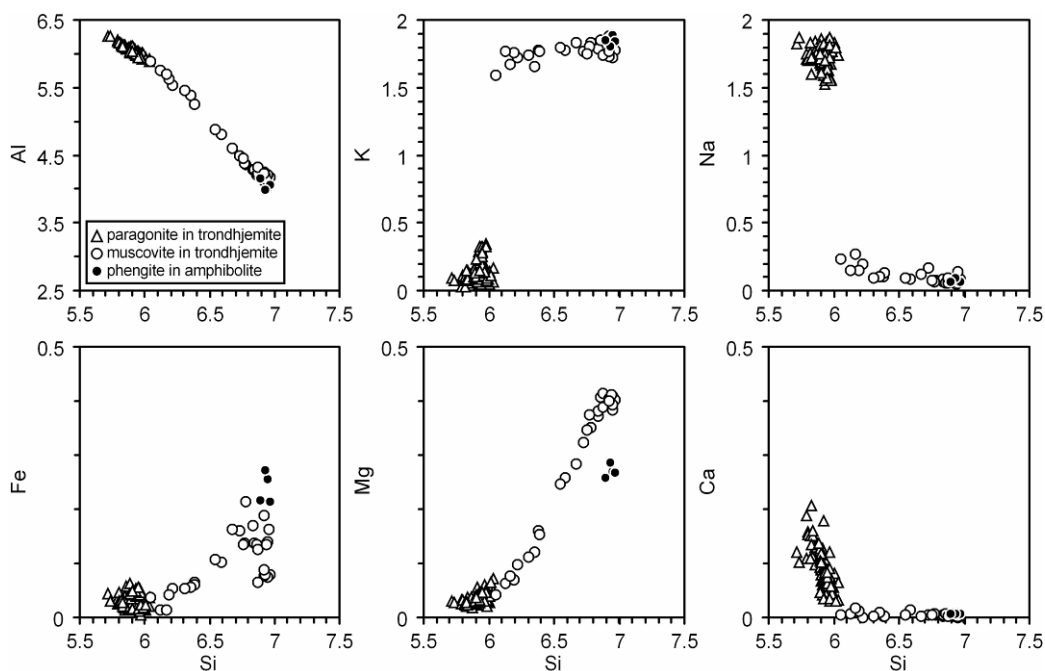 6.5
5.5
Al
4.5
3.5
2.5
△ paragonite in trondhjemite
○ muscovite in trondhjemite
● phengite in amphibolite
5.5 6 6.5 7 7.5
2
1.5
K
1
0.5
0
5.5 6 6.5 7 7.5
2
1.5
Na
1
0.5
0
5.5 6 6.5 7 7.5
0.5
Fe
0
5.5 6 6.5 7 7.5
Si
0.5
Mg
0
5.5 6 6.5 7 7.5
Si
0.5
Ca
0
5.5 6 6.5 7 7.5
Si